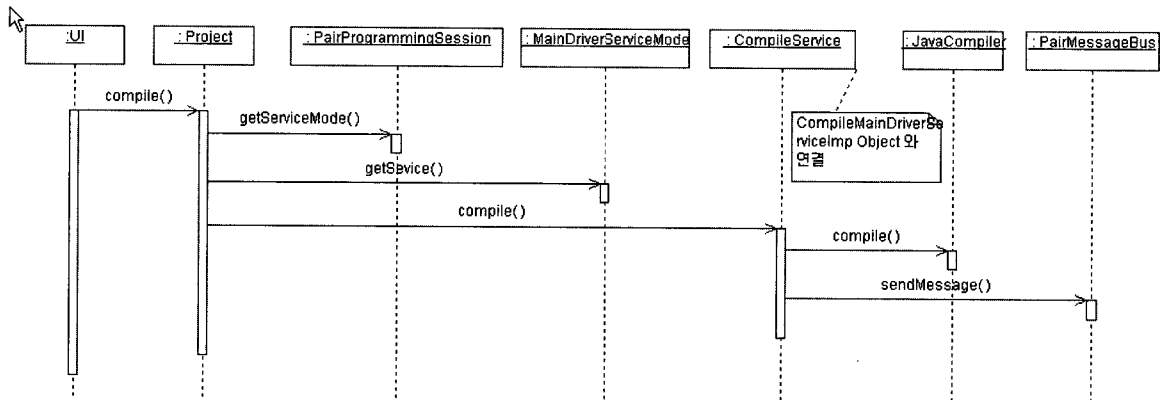 :UI
: Project
: PairProgrammingSession
: MainDriverServiceMode
: CompileService
: JavaCompiler
: PairMessageBus
compile()
getServiceMode()
CompileMainDriverSe
rviceImp Object 와
연결
getSevice()
compile()
compile()
sendMessage()